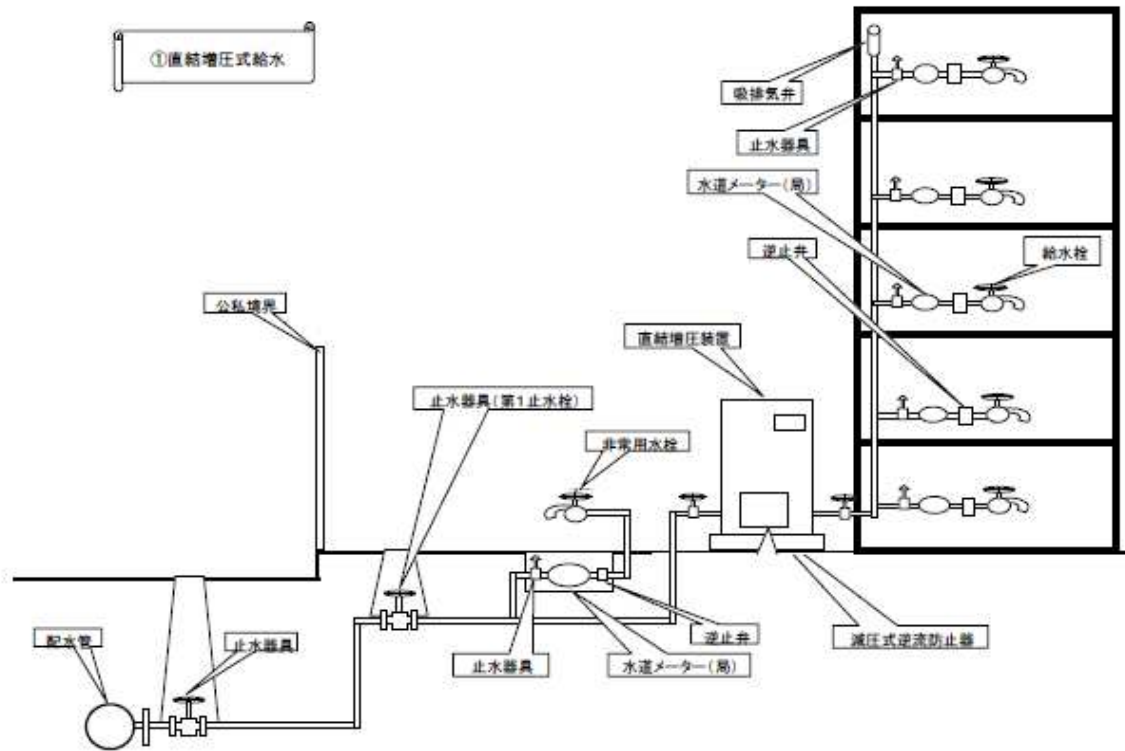 ①直結増圧式給水
吸排気弁
止水器具
水道メーター(局)
逆止弁
給水栓
公私境界
直結増圧装置
止水器具(第1止水栓)
非常用水栓
配水管
止水器具
止水器具
逆止弁
水道メーター(局)
減圧式逆流防止器